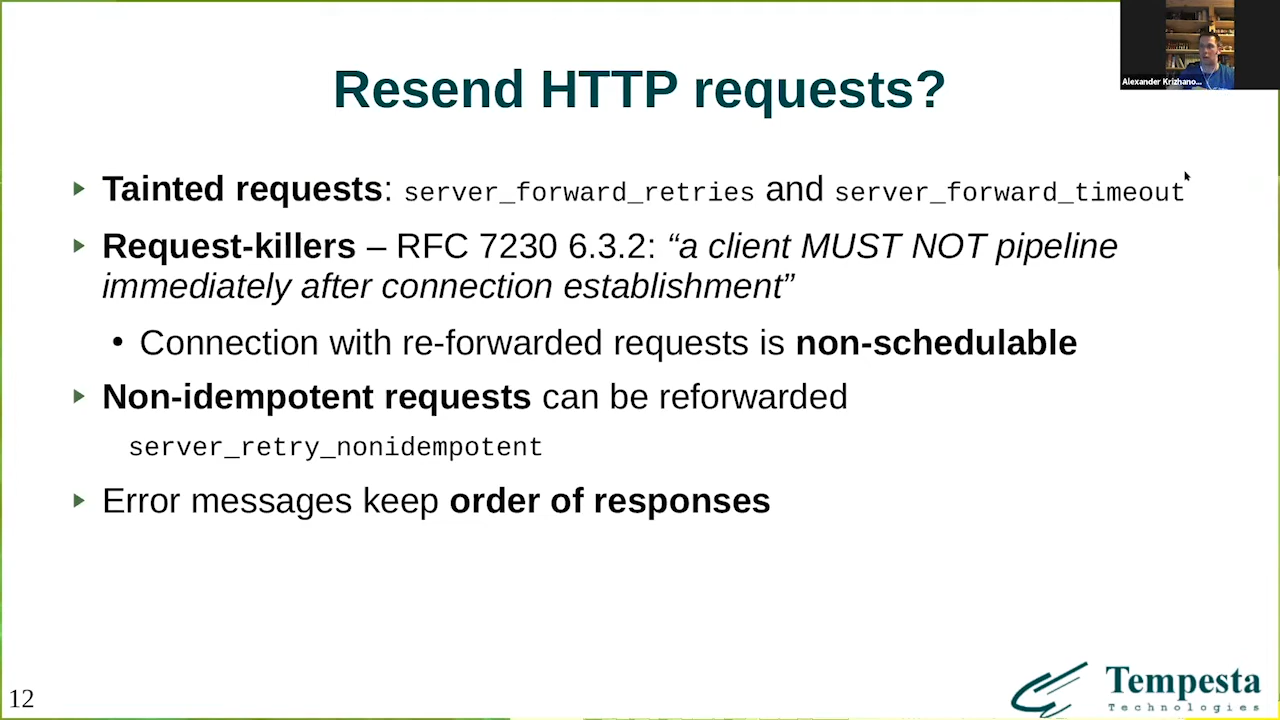 Alexander Krizhano...
Resend HTTP requests?
Tainted requests: server_forward_retries and server_forward_timeout
Request-killers – RFC 7230 6.3.2: “a client MUST NOT pipeline
immediately after connection establishment”
Connection with re-forwarded requests is non-schedulable
Non-idempotent requests can be reforwarded
server_retry_nonidempotent
Error messages keep order of responses
12
Tempesta
Technologies